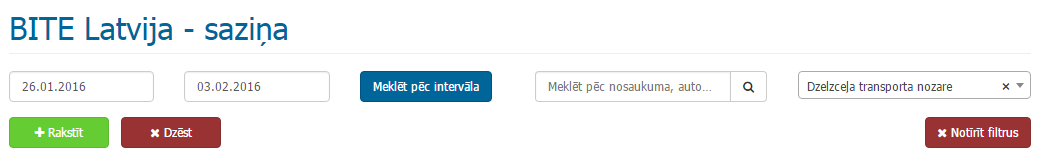 BITE Latvija - saziņa
26.01.2016 03.02.2016 Meklēt pēc intervāla Meklēt pēc nosaukuma, auto... Dzelzceļa transporta nozare ×
+ Rakstīt ✖ Dzēst ✖ Notīrīt filtrus